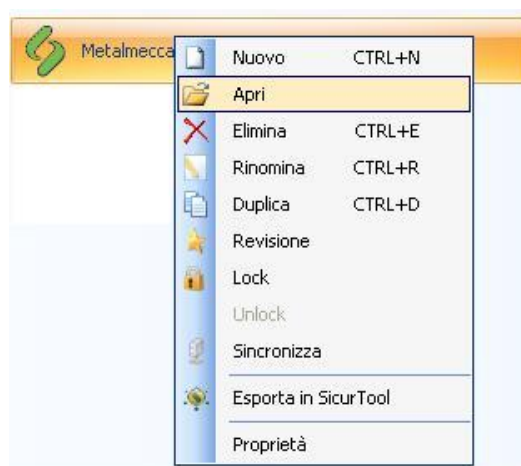 Metalmecca
Nuovo CTRL+N
Apri
Elimina CTRL+E
Rinomina CTRL+R
Duplica CTRL+D
Revisione
Lock
Unlock
Sincronizza
Esporta in SicurTool
Proprietà